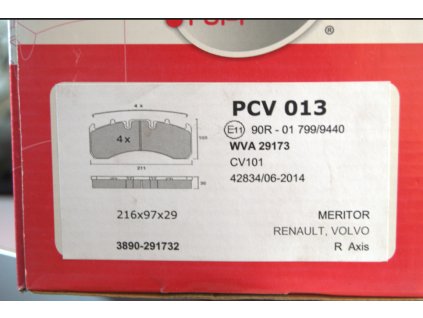 ®
PCV 013
4 x
4x
211
E11 90R - 01 799/9440
WVA 29173
CV101
42834/06-2014
216x97x29
MERITOR
RENAULT, VOLVO
3890-291732
R Axis